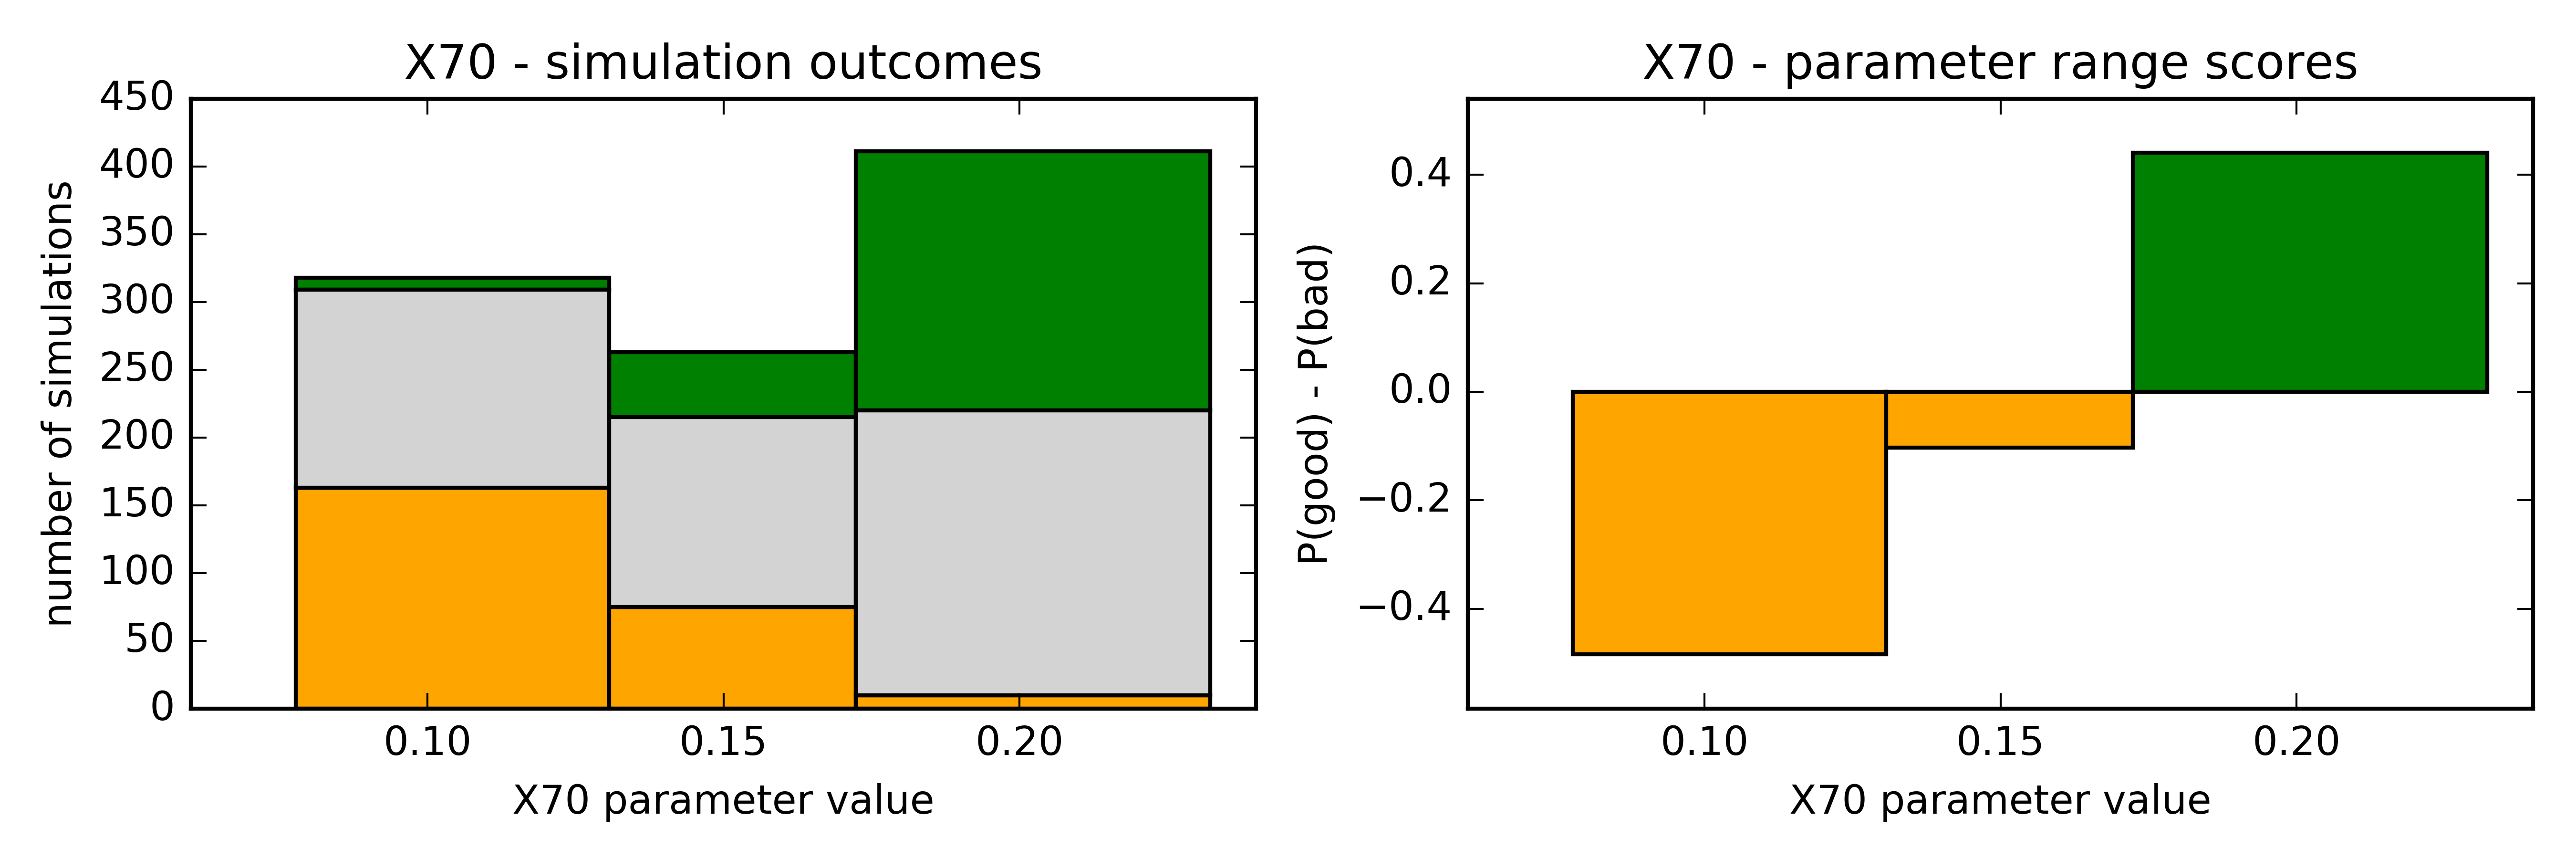 X70 - simulation outcomes
450
400
350
300
250
200
150
100
50
0
number of simulations
0.10 0.15 0.20
X70 parameter value
X70 - parameter range scores
0.4
0.2
0.0
−0.2
−0.4
P(good) - P(bad)
0.10 0.15 0.20
X70 parameter value